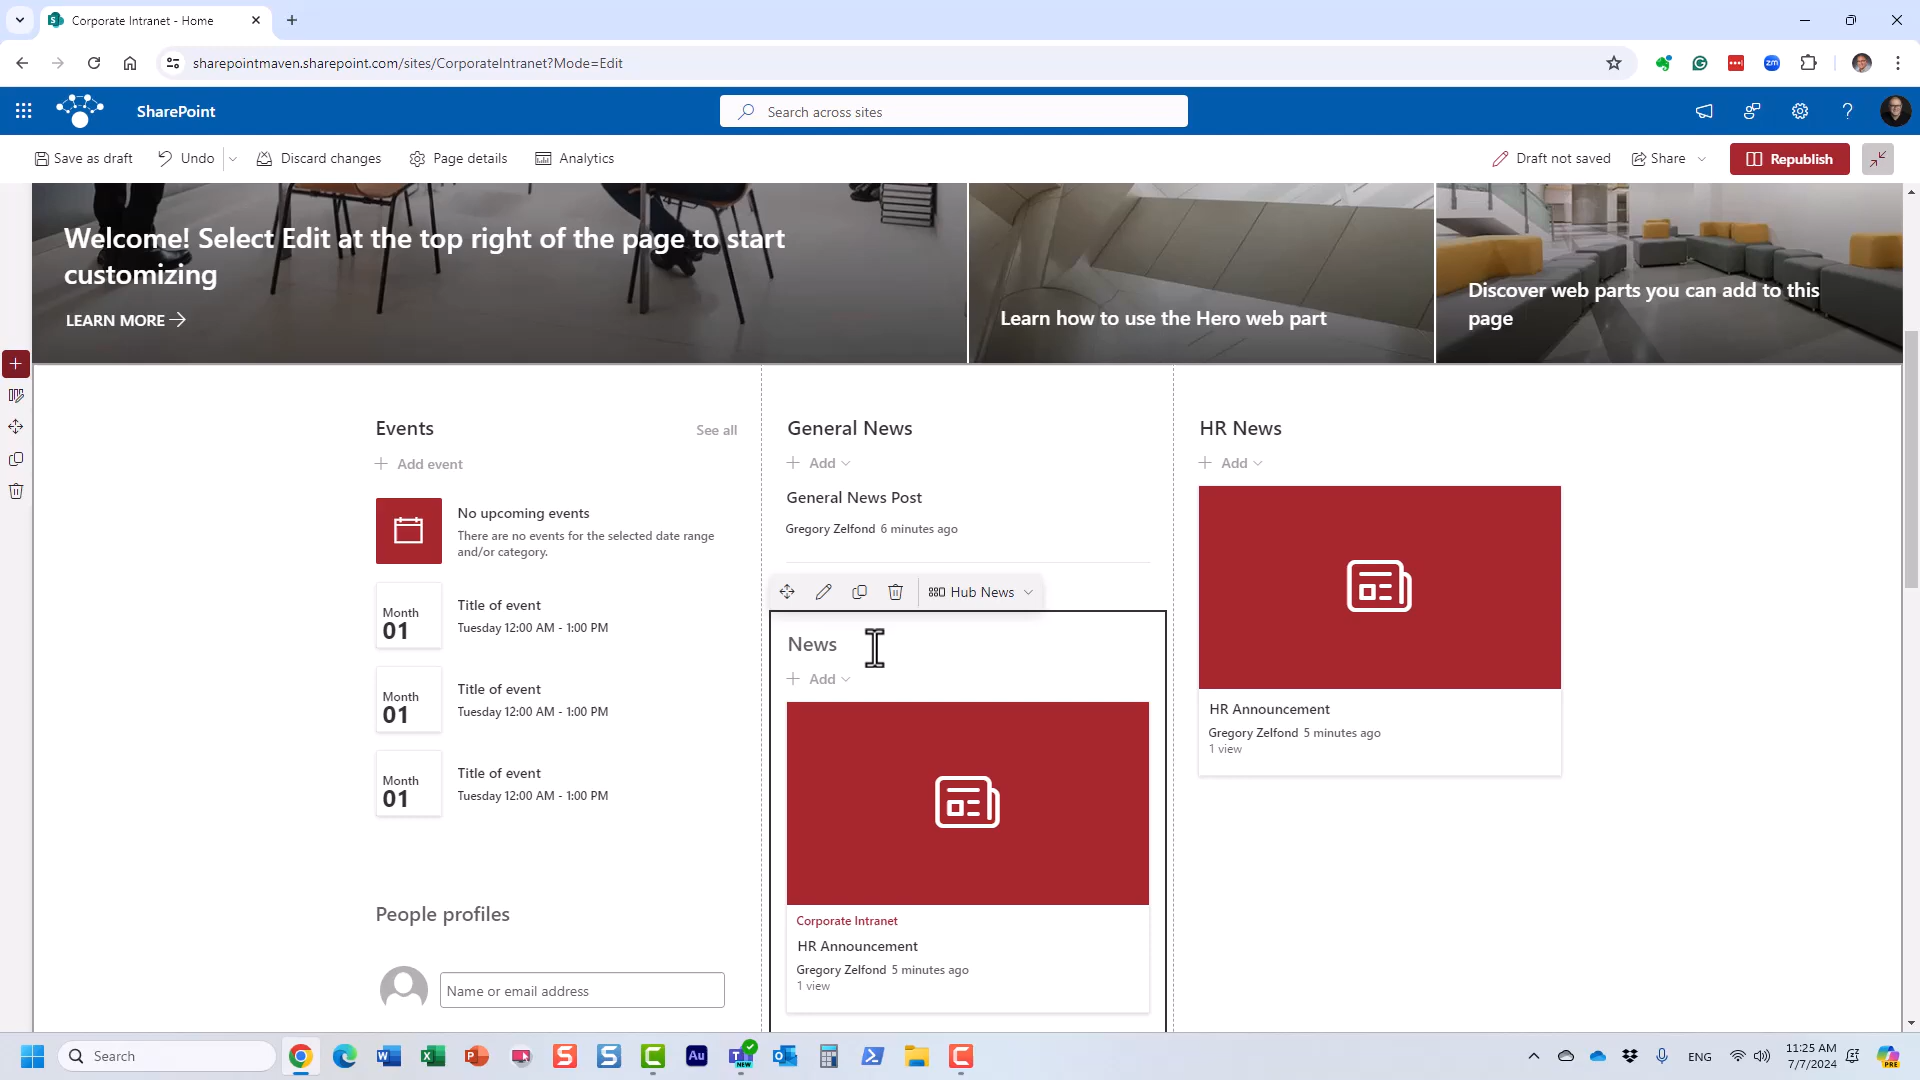 Corporate Intranet - Home
sharepointmaven.sharepoint.com/sites/CorporateIntranet?Mode=Edit
SharePoint
Search across sites
Save as draft
Undo
Discard changes
Page details
Analytics
Draft not saved
Share
Republish
Welcome! Select Edit at the top right of the page to start
customizing
LEARN MORE
Learn how to use the Hero web part
Discover web parts you can add to this
page
Events
See all
Add event
No upcoming events
There are no events for the selected date range
and/or category.
Month
01
Title of event
Tuesday 12:00 AM - 1:00 PM
Month
01
Title of event
Tuesday 12:00 AM - 1:00 PM
Month
01
Title of event
Tuesday 12:00 AM - 1:00 PM
People profiles
Name or email address
General News
Add
General News Post
Gregory Zelfond 6 minutes ago
Hub News
News
Add
Corporate Intranet
HR Announcement
Gregory Zelfond 5 minutes ago
1 view
HR News
Add
HR Announcement
Gregory Zelfond 5 minutes ago
1 view
Search
Au
NEW
ENG
11:25 AM
7/7/2024
PRE